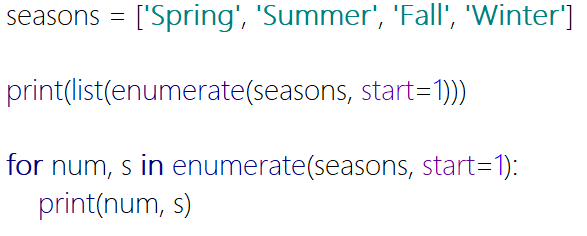 seasons = ['Spring', 'Summer', 'Fall', 'Winter']
print(list(enumerate(seasons, start=1)))
for num, s in enumerate(seasons, start=1):
    print(num, s)